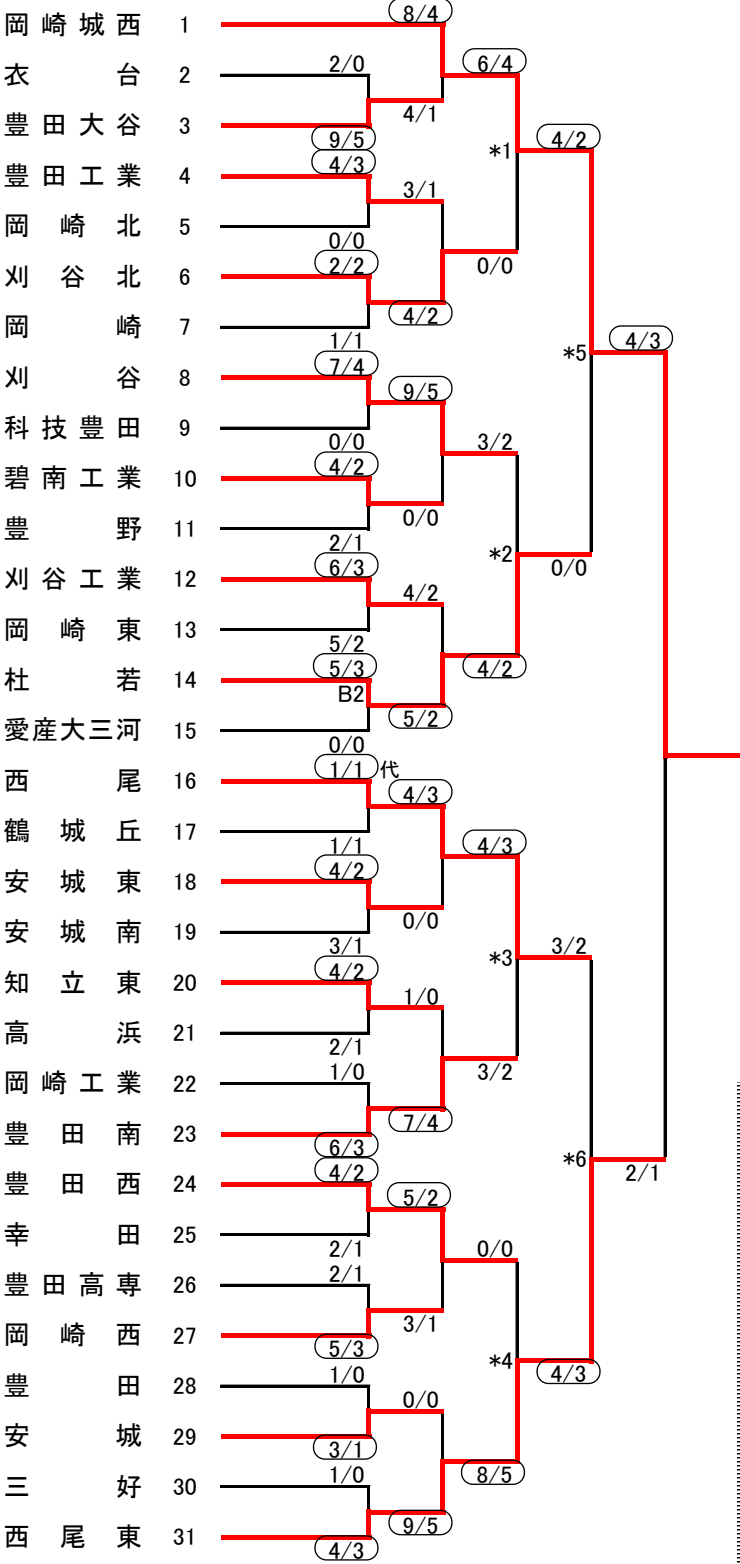 8/4
岡崎城西 1
2/0
6/4
衣台 2
4/1
豊田大谷 3
9/5
4/2
*1
4/3
豊田工業 4
3/1
岡崎北 5
0/0
0/0
2/2
刈谷北 6
4/2
岡崎 7
1/1
4/3
*5
7/4
刈谷 8
9/5
科技豊田 9
0/0
3/2
4/2
碧南工業 10
0/0
豊野 11
2/1
*2
0/0
6/3
刈谷工業 12
4/2
岡崎東 13
5/2
5/3
4/2
杜若 14
B2
5/2
愛産大三河 15
0/0
1/1 代
西尾 16
4/3
鶴城丘 17
1/1
4/3
4/2
安城東 18
0/0
安城南 19
3/1
3/2
*3
4/2
知立東 20
1/0
高浜 21
2/1
3/2
1/0
岡崎工業 22
7/4
豊田南 23
6/3
*6
2/1
4/2
豊田西 24
5/2
幸田 25
2/1
0/0
2/1
豊田高専 26
3/1
岡崎西 27
5/3
*4
4/3
1/0
豊田 28
0/0
安城 29
3/1
1/0
8/5
三好 30
9/5
西尾東 31
4/3